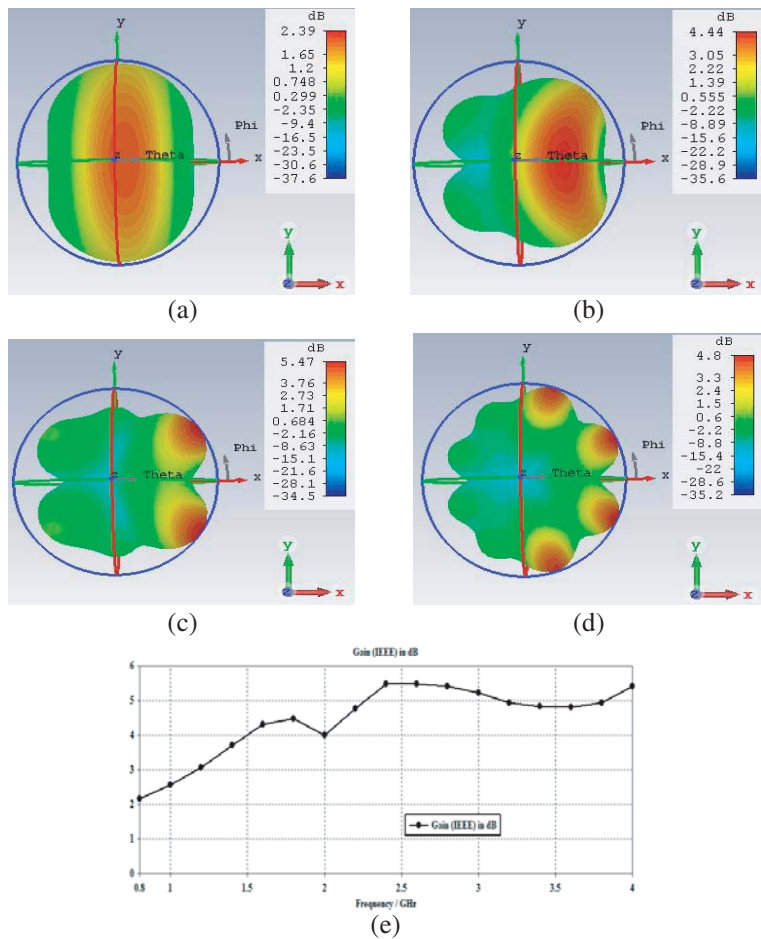 dB
2.39
1.65
1.2
0.748
0.299
-2.35
-9.4
-16.5
-23.5
-30.6
-37.6
y
Phi
z Theta x
y
z x
(a)
dB
4.44
3.05
2.22
1.39
0.555
-2.22
-8.89
-15.6
-22.2
-28.9
-35.6
y
Phi
z Theta x
y
z x
(b)
dB
5.47
3.76
2.73
1.71
0.684
-2.16
-8.63
-15.1
-21.6
-28.1
-34.5
y
Phi
z Theta x
y
z x
(c)
dB
4.8
3.3
2.4
1.5
0.6
-2.2
-8.8
-15.4
-22
-28.6
-35.2
y
Phi
z Theta x
y
z x
(d)
Gain (IEEE) in dB
6
5
4
3
2
1
0
Gain (IEEE) in dB
0.8 1 1.5 2 2.5 3 3.5 4
Frequency / GHz
(e)